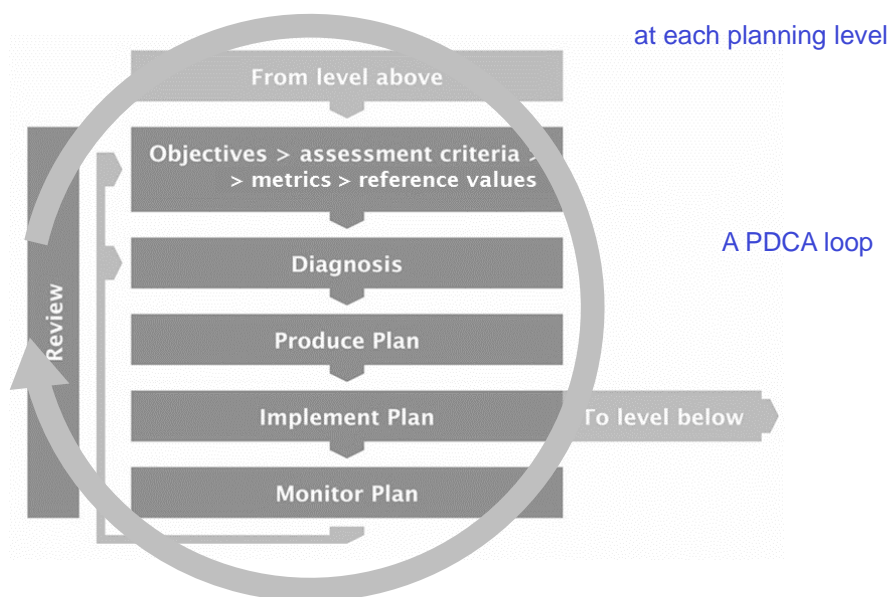 at each planning level
From level above
Objectives > assessment criteria >
> metrics > reference values
A PDCA loop
Diagnosis
Review
Produce Plan
Implement Plan
To level below
Monitor Plan